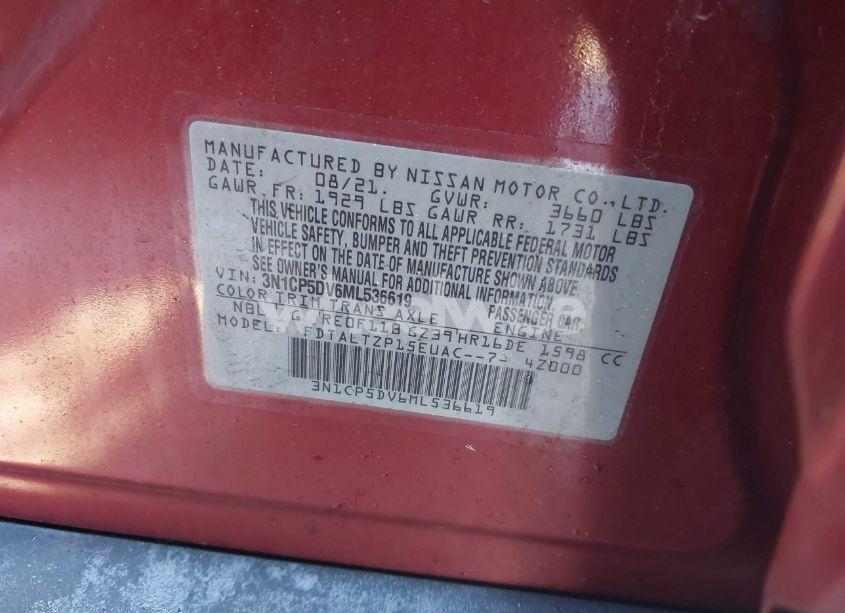 MANUFACTURED BY NISSAN MOTOR CO.,LTD.
DATE: 08/21. GVWR: 3660 LBS
GAWR FR: 1929 LBS GAWR RR: 1731 LBS
THIS VEHICLE CONFORMS TO ALL APPLICABLE FEDERAL MOTOR
VEHICLE SAFETY, BUMPER AND THEFT PREVENTION STANDARDS
IN EFFECT ON THE DATE OF MANUFACTURE SHOWN ABOVE.
SEE OWNER'S MANUAL FOR ADDITIONAL INFORMATION
VIN: 3N1CP5DV6ML536619 PASSENGER CAR
COLOR TRIM TRANS AXLE ENGINE
NBL G RE0F11B GZ39 HR16DE 1598 CC
MODEL: FDTALTZP15EUAC--7- 4Z000
3N1CP5DV6ML536619